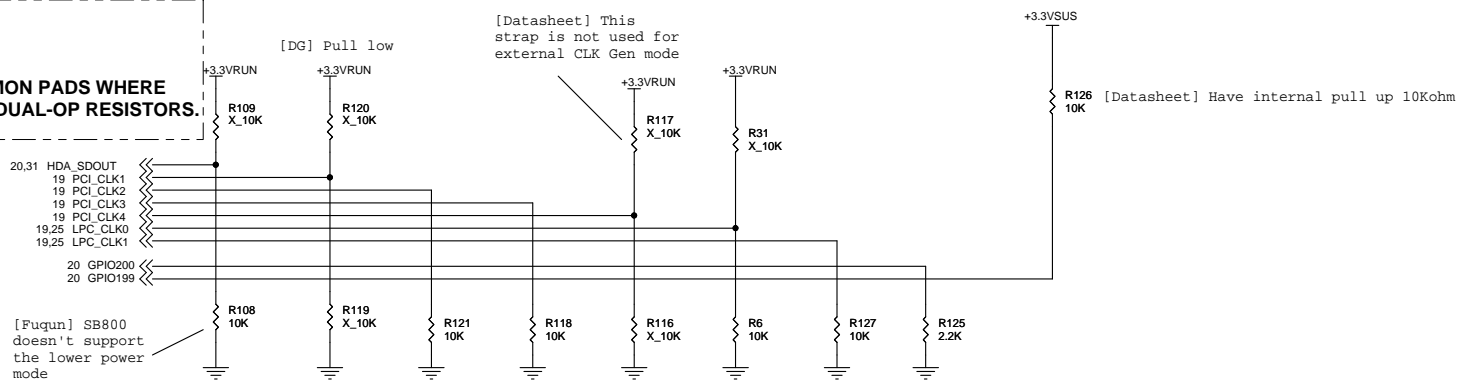 MON PADS WHERE
DUAL-OP RESISTORS.
[DG] Pull low
[Datasheet] This
strap is not used for
external CLK Gen mode
+3.3VRUN
+3.3VRUN
+3.3VRUN
+3.3VRUN
+3.3VSUS
R109
X_10K
R120
X_10K
R117
X_10K
R31
X_10K
R126
10K
[Datasheet] Have internal pull up 10Kohm
20,31 HDA_SDOUT
19 PCI_CLK1
19 PCI_CLK2
19 PCI_CLK3
19 PCI_CLK4
19,25 LPC_CLK0
19,25 LPC_CLK1
20 GPIO200
20 GPIO199
[Fuqun] SB800
doesn't support
the lower power
mode
R108
10K
R119
X_10K
R121
10K
R118
10K
R116
X_10K
R6
10K
R127
10K
R125
2.2K